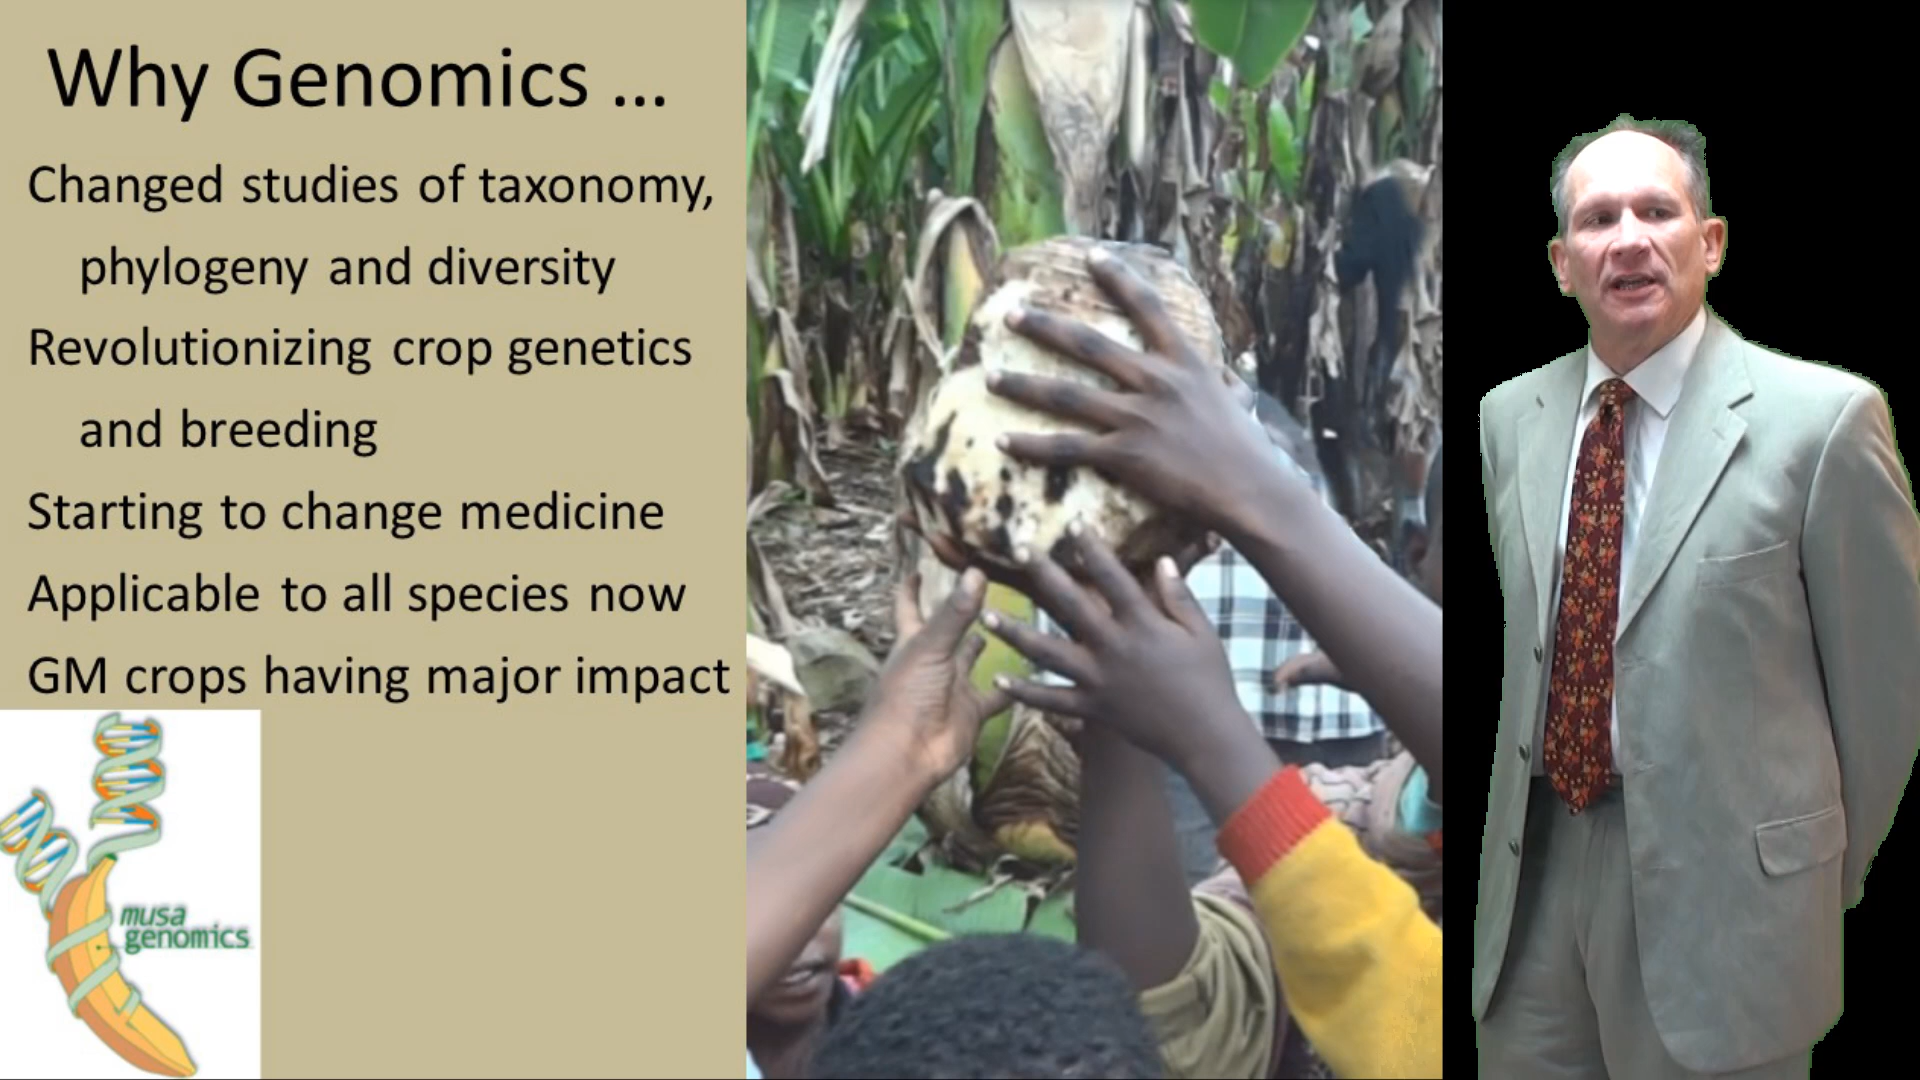 Why Genomics ...
Changed studies of taxonomy,
phylogeny and diversity
Revolutionizing crop genetics
and breeding
Starting to change medicine
Applicable to all species now
GM crops having major impact
musa
genomics